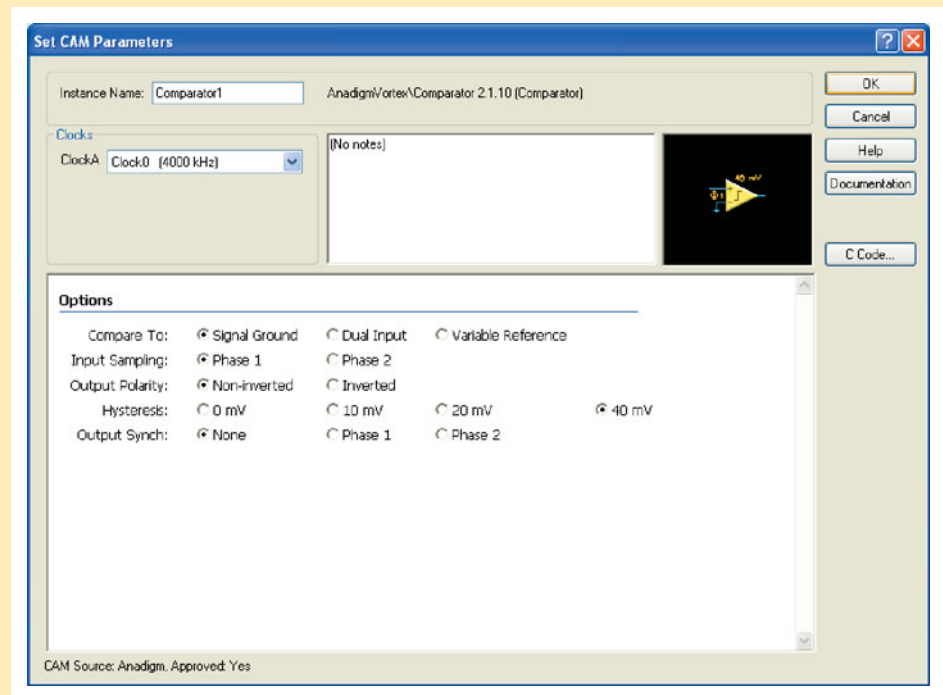 Set CAM Parameters
Instance Name: Comparator1 AnadigmVortex\Comparator 2.1.10 (Comparator)
OK
Cancel
Help
Documentation
C Code...
Clocks
ClockA Clock0 (4000 kHz)
(No notes)
40 mV
Φ1
Options
Compare To: Signal Ground Dual Input Variable Reference
Input Sampling: Phase 1 Phase 2
Output Polarity: Non-inverted Inverted
Hysteresis: 0 mV 10 mV 20 mV 40 mV
Output Synch: None Phase 1 Phase 2
CAM Source: Anadigm, Approved: Yes